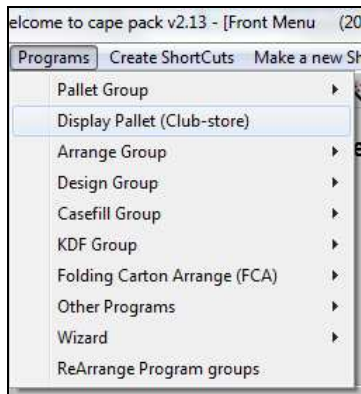 elcome to cape pack v2.13 - [Front Menu (20
Programs Create ShortCuts Make a new Sh
Pallet Group
Display Pallet (Club-store)
Arrange Group
Design Group
Casefill Group
KDF Group
Folding Carton Arrange (FCA)
Other Programs
Wizard
ReArrange Program groups